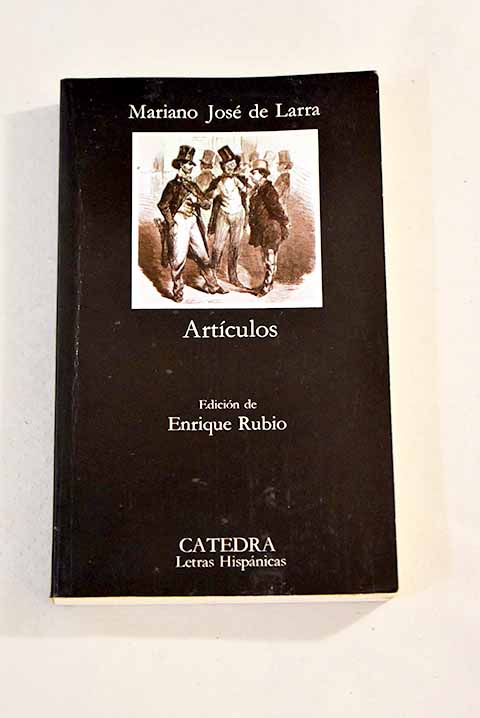 Mariano José de Larra
Artículos
Edición de
Enrique Rubio
CATEDRA
Letras Hispánicas